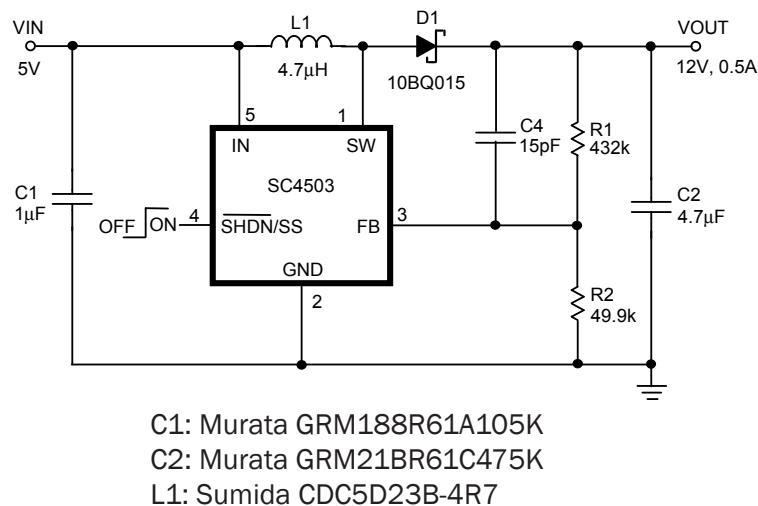 L1
D1
VIN
VOUT
5V
4.7μH
10BQ015
12V, 0.5A
5
1
IN
SW
C4
15pF
R1
432k
C1
1μF
SC4503
C2
4.7μF
OFF
ON
4
SHDN/SS
FB
3
GND
2
R2
49.9k
C1: Murata GRM188R61A105K
C2: Murata GRM21BR61C475K
L1: Sumida CDC5D23B-4R7